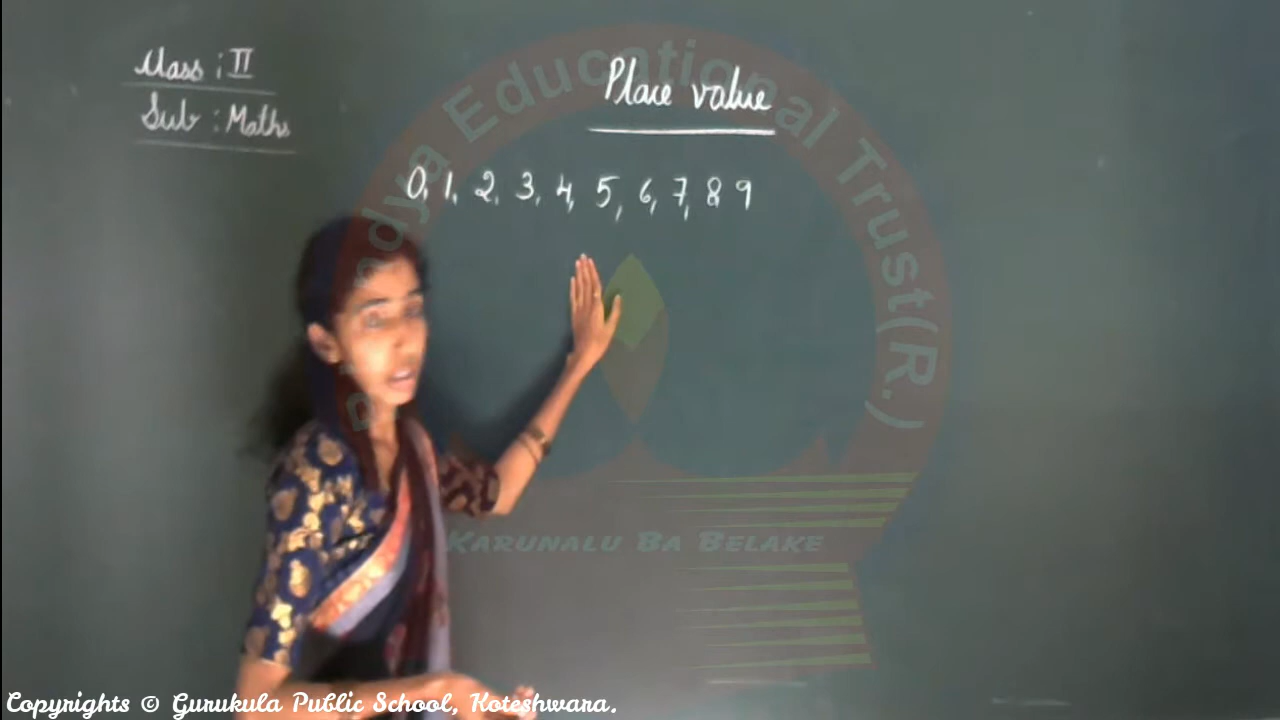 Class : II
Sub : Maths
Place value
0, 1, 2, 3, 4, 5, 6, 7, 8 9
Educational Trust(R.)
Karunalu Ba Belake
Copyrights © Gurukula Public School, Koteshwara.